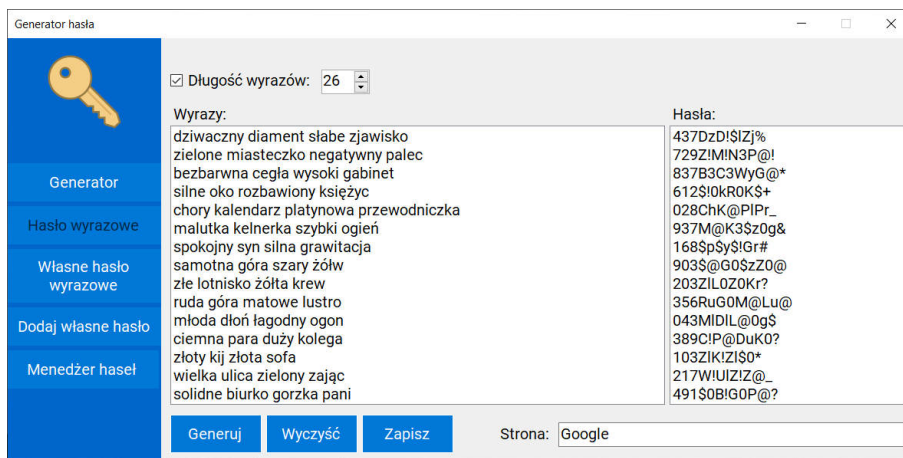 Generator hasła
Długość wyrazów: 26
Wyrazy:
Hasła:
dziwaczny diament słabe zjawisko
437DzD!$lZj%
zielone miasteczko negatywny palec
729Z!M!N3P@!
bezbarwna cegła wysoki gabinet
837B3C3WyG@*
silne oko rozbawiony księżyc
612$!0kR0K$+
chory kalendarz platynowa przewodniczka
028ChK@PlPr_
malutka kelnerka szybki ogień
937M@K3$z0g&
spokojny syn silna grawitacja
168$p$y$!Gr#
samotna góra szary żółw
903$@G0$zZ0@
złe lotnisko żółta krew
203ZlL0Z0Kr?
ruda góra matowe lustro
356RuG0M@Lu@
młoda dłoń łagodny ogon
043MlDlL@0g$
ciemna para duży kolega
389C!P@DuK0?
złoty kij złota sofa
103ZlK!Zl$0*
wielka ulica zielony zając
217W!UlZ!Z@_
solidne biurko gorzka pani
491$0B!G0P@?
Generator
Hasło wyrazowe
Własne hasło
wyrazowe
Dodaj własne hasło
Menedżer haseł
Generuj
Wyczyść
Zapisz
Strona: Google